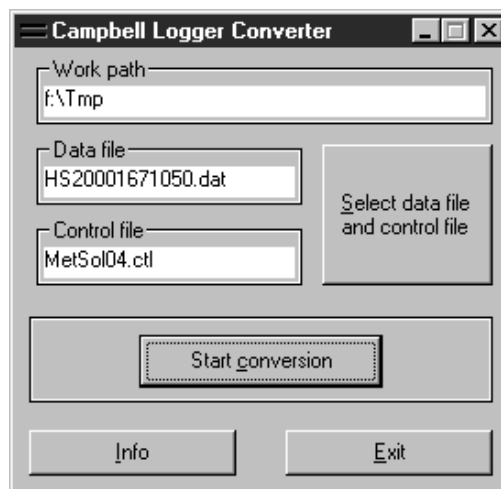 Campbell Logger Converter
Work path
f:\Tmp
Data file
HS20001671050.dat
Select data file
and control file
Control file
MetSol04.ctl
Start conversion
Info
Exit